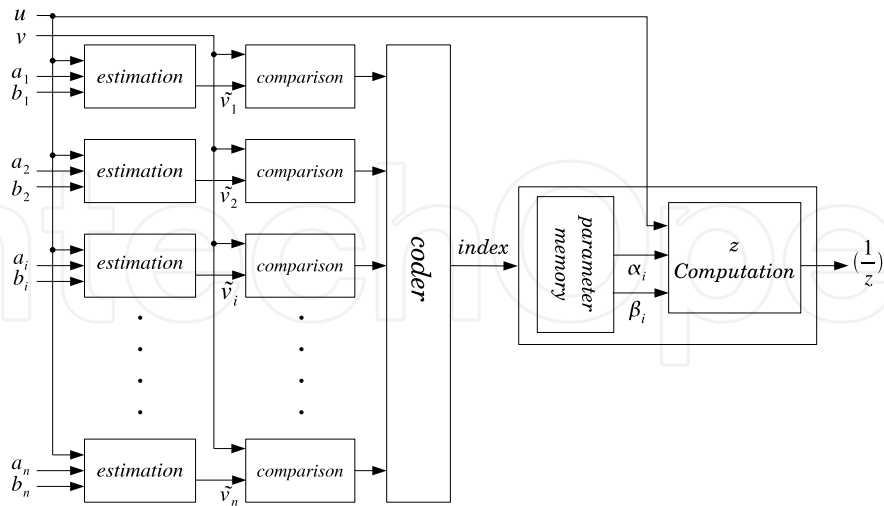 u
v
a₁
b₁
estimation
ṽ₁
comparison
a₂
b₂
estimation
ṽ₂
comparison
aᵢ
bᵢ
estimation
ṽᵢ
comparison
aₙ
bₙ
estimation
ṽₙ
comparison
coder
index
parameter
memory
αᵢ
βᵢ
z
Computation
(1/z)
ntechOpe